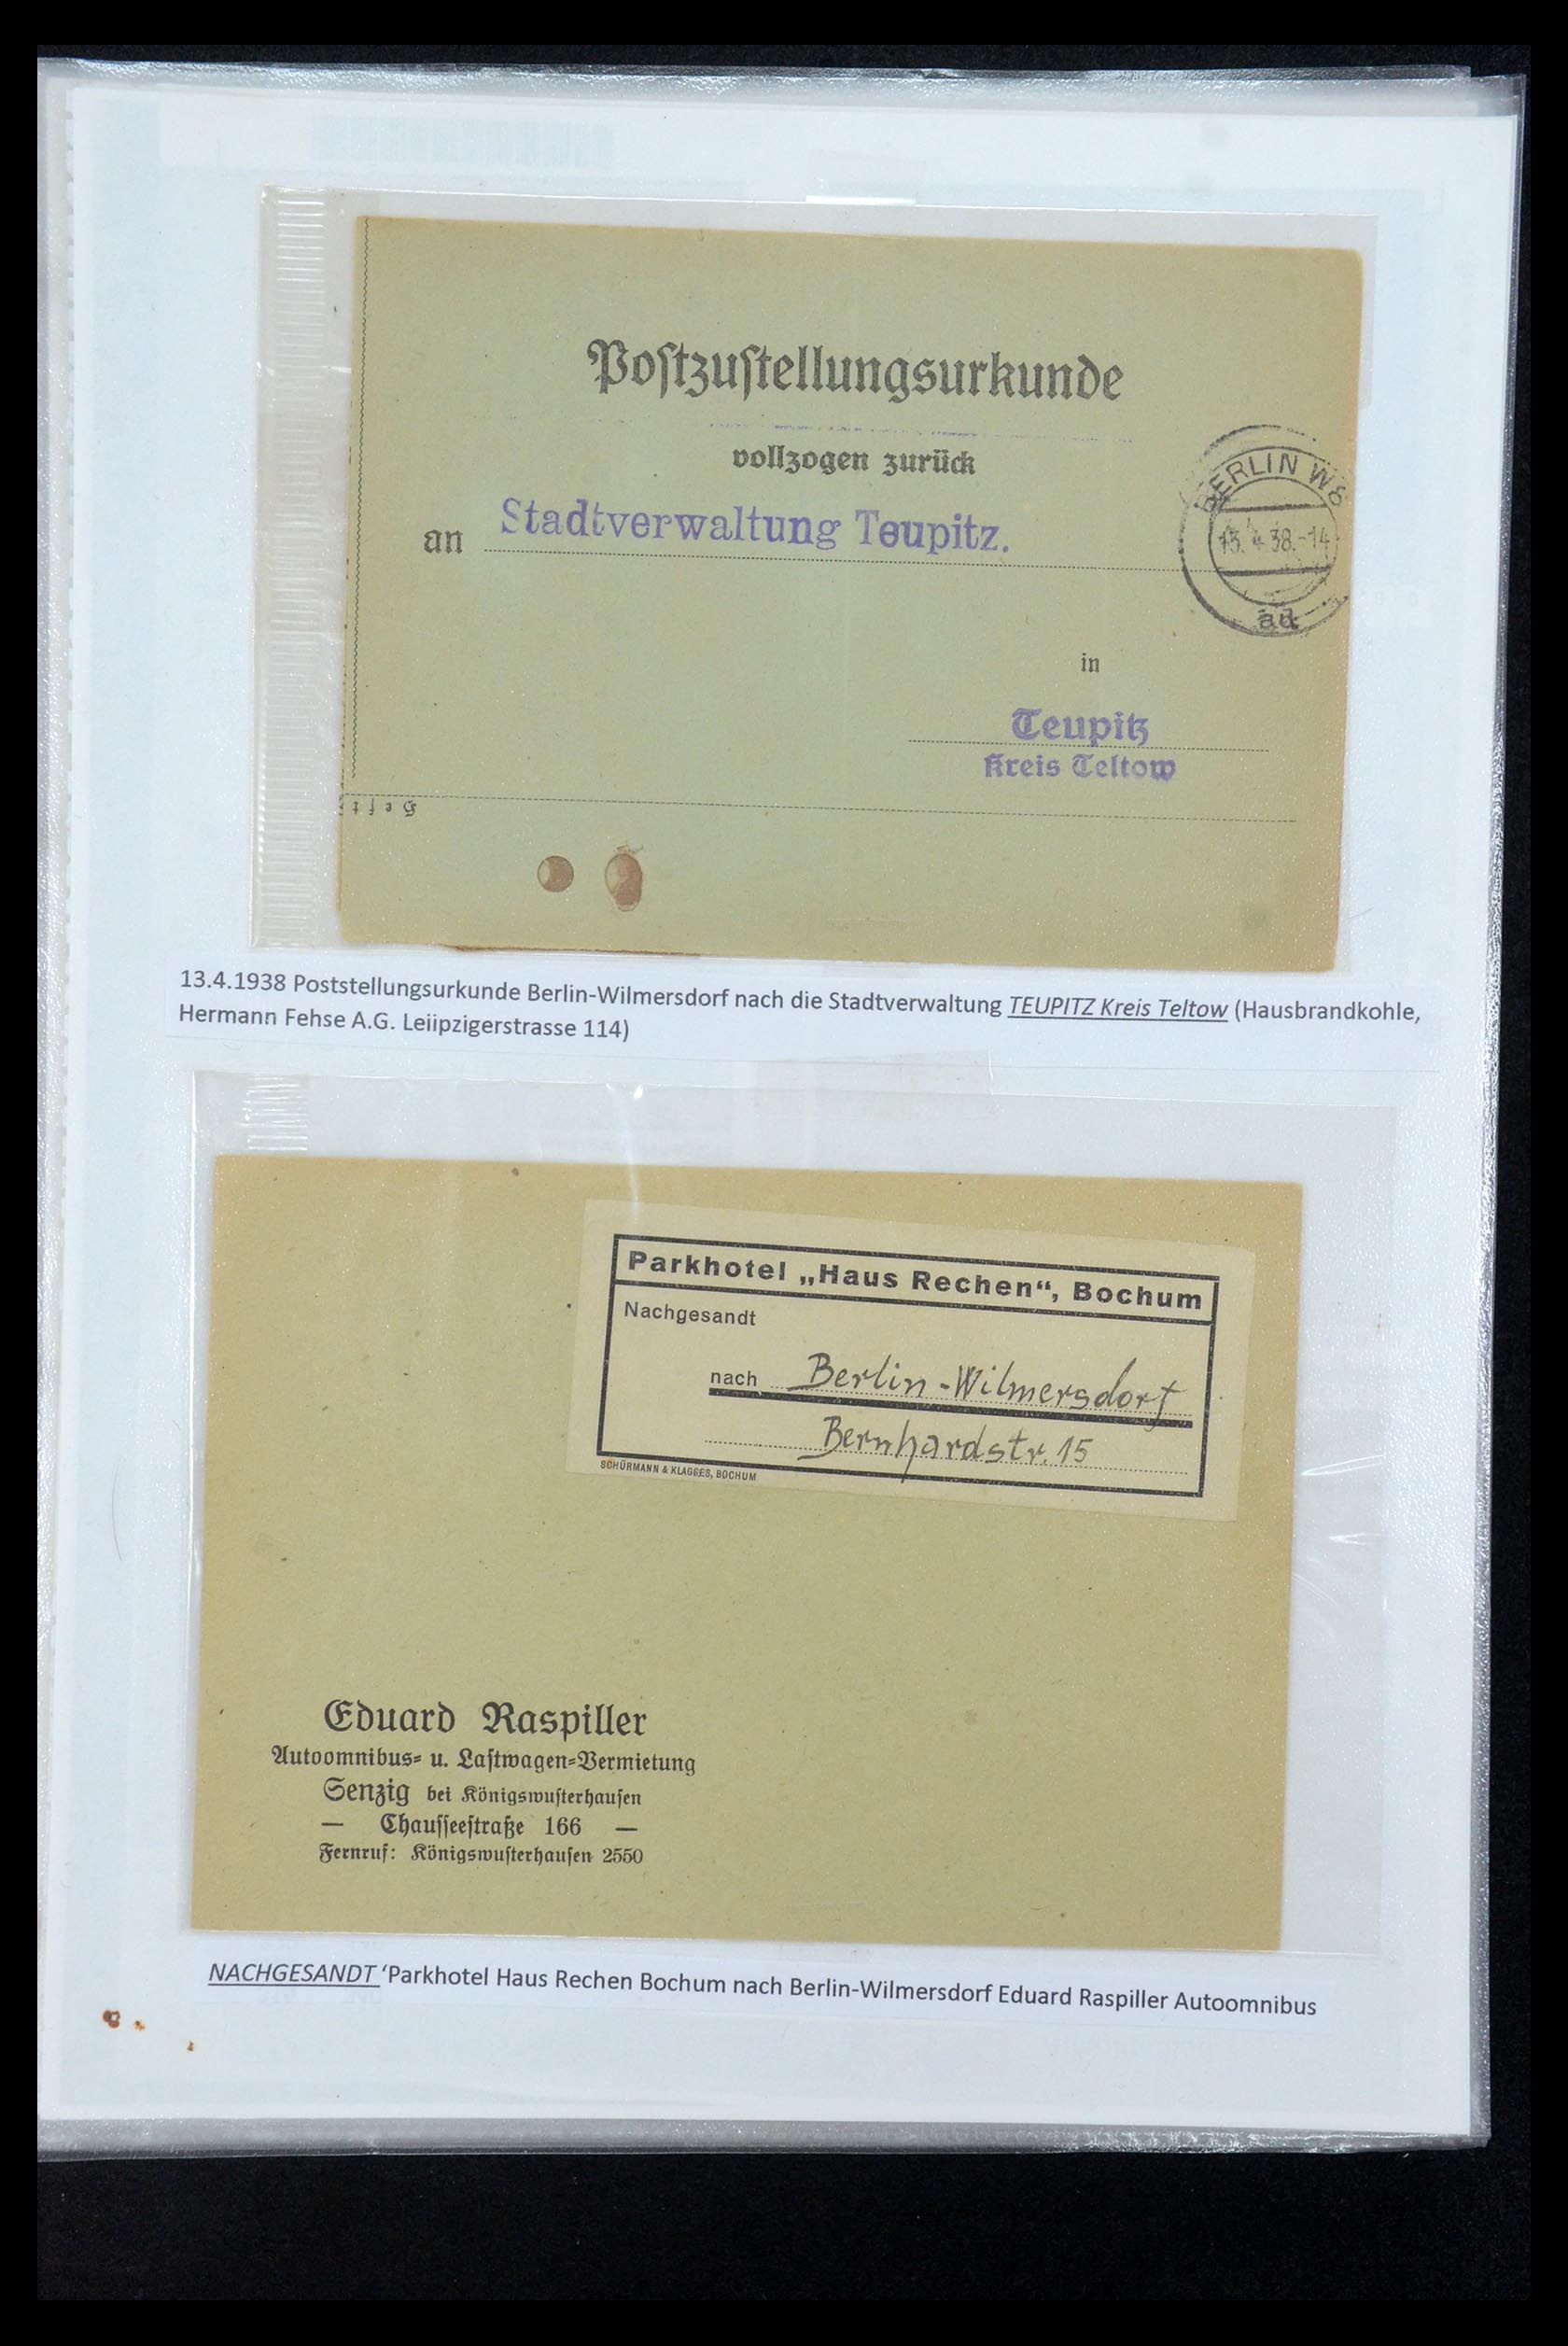 Postzustellungsurkunde
vollzogen zurück
an Stadtverwaltung Teupitz.
BERLIN W8
13.4.38.-14
in
Teupitz
Kreis Teltow
Heft
13.4.1938 Poststellungsurkunde Berlin-Wilmersdorf nach die Stadtverwaltung TEUPITZ Kreis Teltow (Hausbrandkohle,
Hermann Fehse A.G. Leiipzigerstrasse 114)
Parkhotel „Haus Rechen“, Bochum
Nachgesandt
nach Berlin-Wilmersdorf
Bernhardstr. 15
SCHÜRMANN & KLAGGES, BOCHUM
Eduard Raspiller
Autoomnibus- u. Lastwagen-Vermietung
Senzig bei Königswusterhausen
— Chausseestraße 166 —
Fernruf: Königswusterhausen 2550
NACHGESANDT ‘Parkhotel Haus Rechen Bochum nach Berlin-Wilmersdorf Eduard Raspiller Autoomnibus